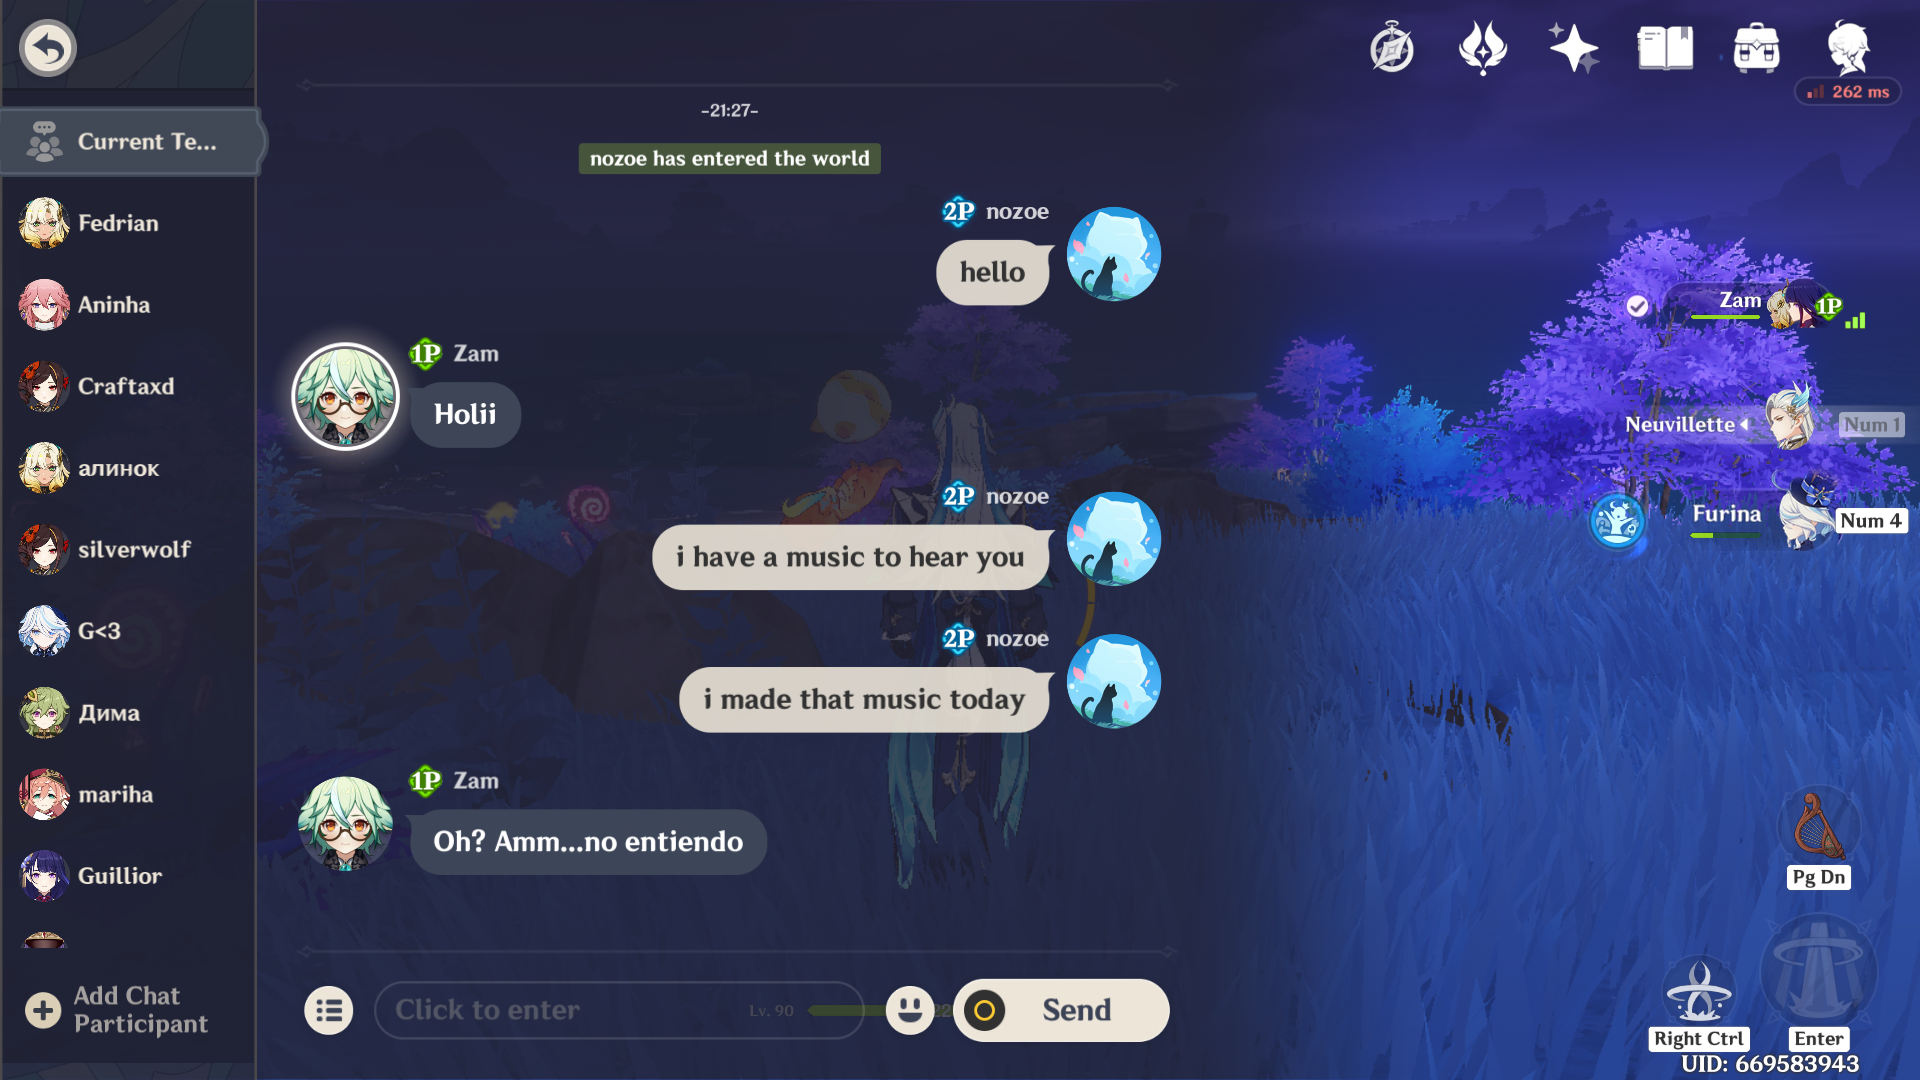 Current Te...
Fedrian
Aninha
Craftaxd
алинок
silverwolf
G<3
Дима
mariha
Guillior
Add Chat
Participant
-21:27-
nozoe has entered the world
2P nozoe
hello
1P Zam
Holii
2P nozoe
i have a music to hear you
2P nozoe
i made that music today
1P Zam
Oh? Amm...no entiendo
Click to enter
Lv. 90
22
Send
262 ms
Zam 1P
Neuvillette
Num 1
Furina
Num 4
Pg Dn
Right Ctrl
Enter
UID: 669583943